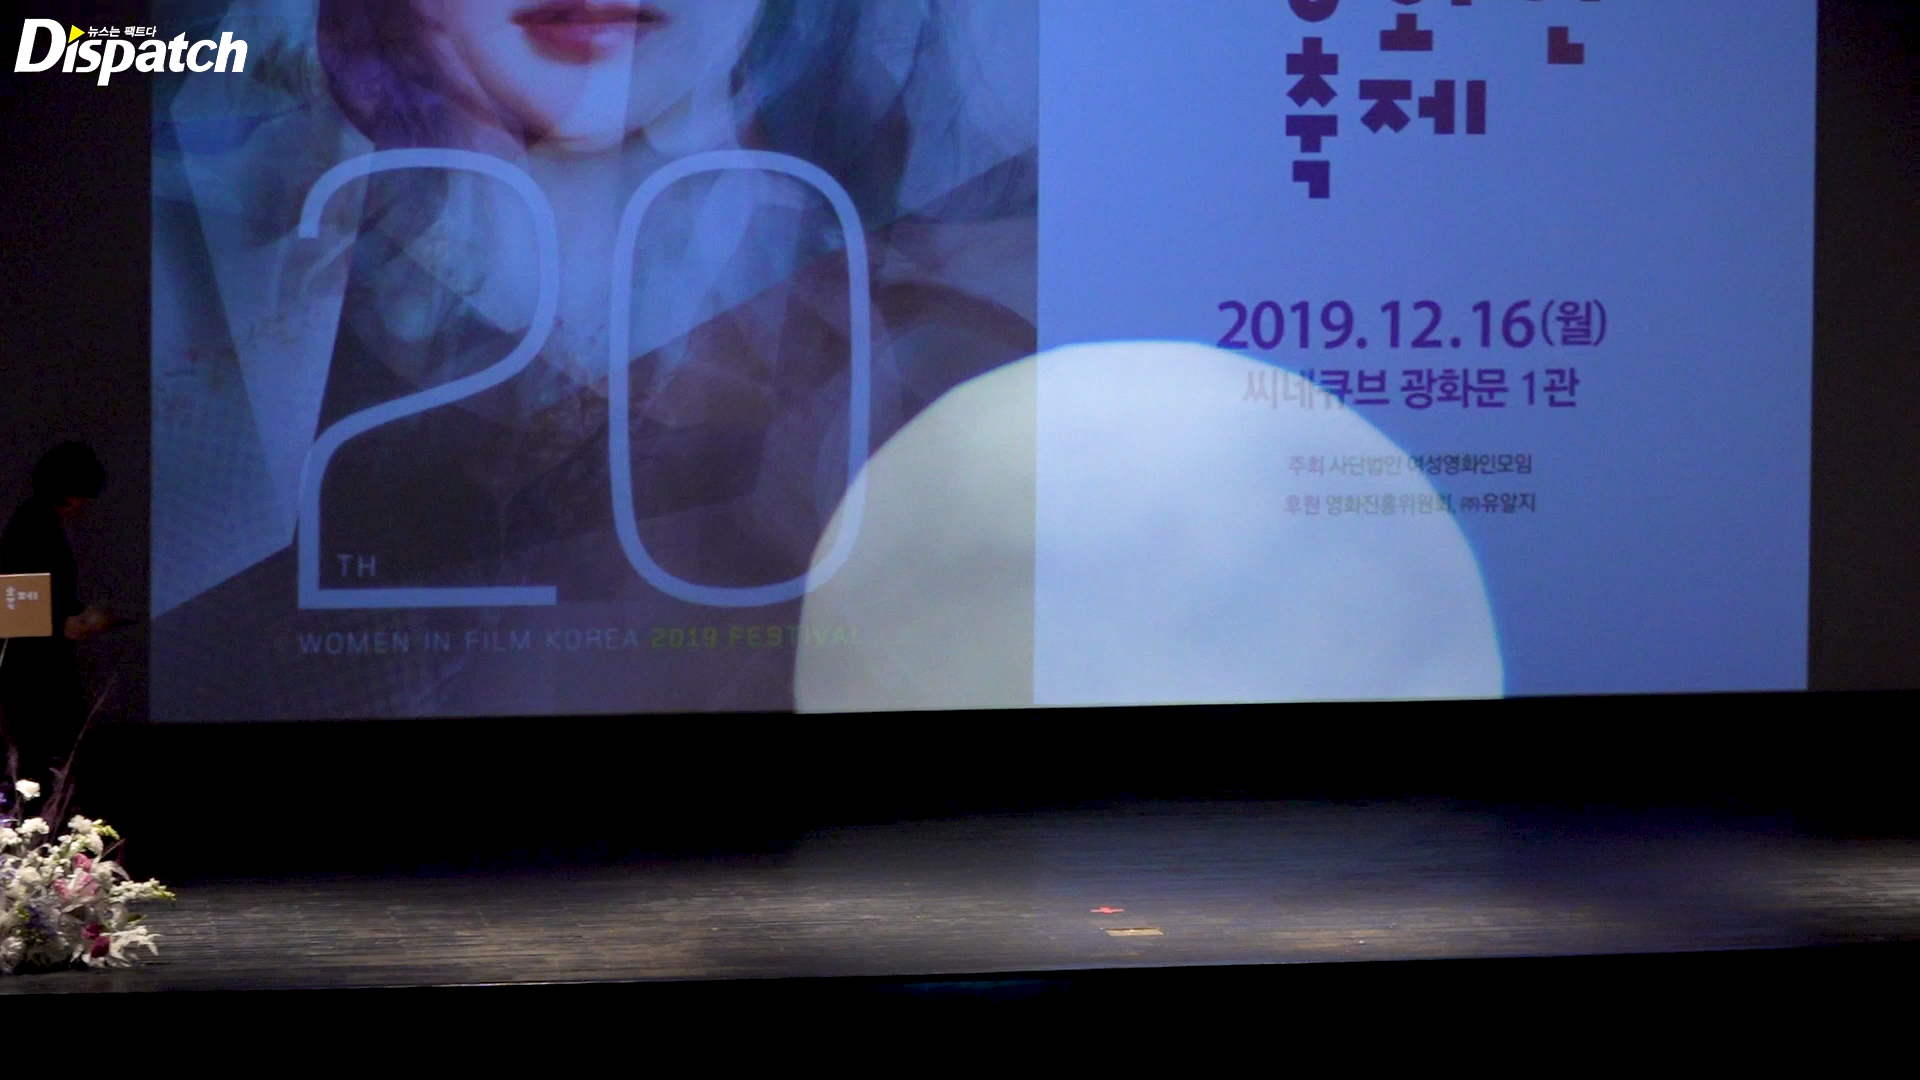 뉴스는 팩트다
Dispatch
축제
2019.12.16(월)
씨네큐브 광화문 1관
주최 사단법인 여성영화인모임
후원 영화진흥위원회, ㈜유알지
20
TH
WOMEN IN FILM KOREA 2019 FESTIVAL
축제